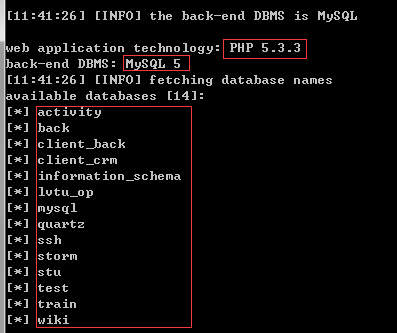 [11:41:26] [INFO] the back-end DBMS is MySQL
web application technology: PHP 5.3.3
back-end DBMS: MySQL 5
[11:41:26] [INFO] fetching database names
available databases [14]:
[*] activity
[*] back
[*] client_back
[*] client_crm
[*] information_schema
[*] lvtu_op
[*] mysql
[*] quartz
[*] ssh
[*] storm
[*] stu
[*] test
[*] train
[*] wiki